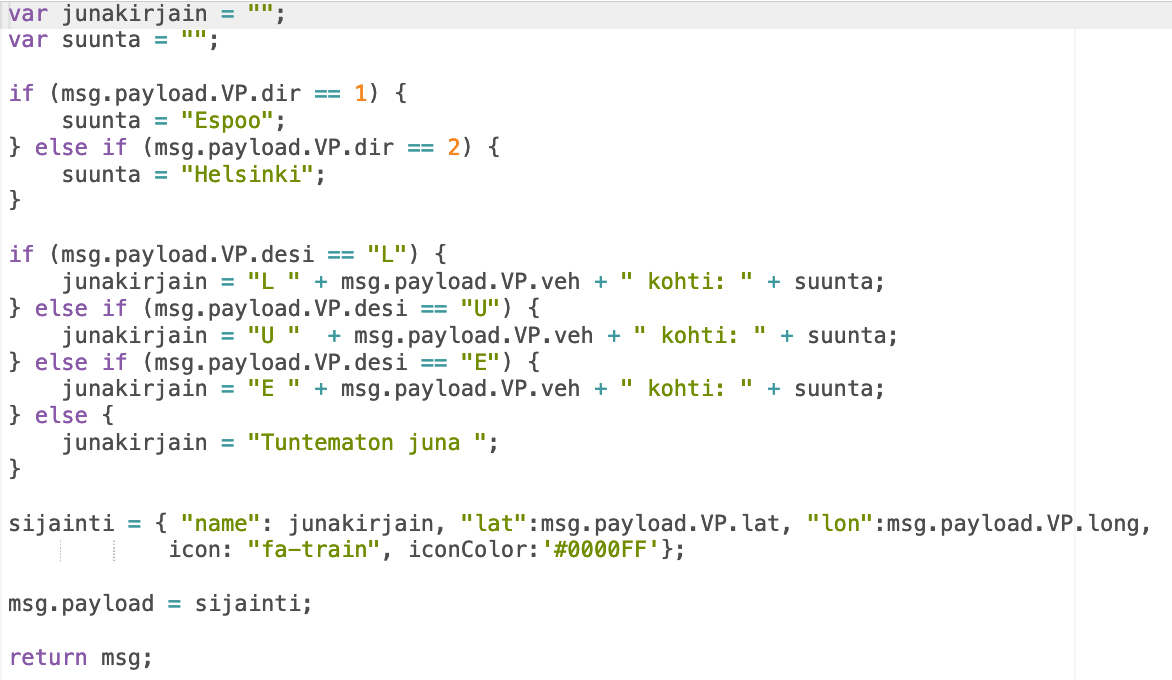 var junakirjain = "";
var suunta = "";

if (msg.payload.VP.dir == 1) {
    suunta = "Espoo";
} else if (msg.payload.VP.dir == 2) {
    suunta = "Helsinki";
}

if (msg.payload.VP.desi == "L") {
    junakirjain = "L " + msg.payload.VP.veh + " kohti: " + suunta;
} else if (msg.payload.VP.desi == "U") {
    junakirjain = "U "  + msg.payload.VP.veh + " kohti: " + suunta;
} else if (msg.payload.VP.desi == "E") {
    junakirjain = "E " + msg.payload.VP.veh + " kohti: " + suunta;
} else {
    junakirjain = "Tuntematon juna ";
}

sijainti = { "name": junakirjain, "lat":msg.payload.VP.lat, "lon":msg.payload.VP.long,
            icon: "fa-train", iconColor:'#0000FF'};

msg.payload = sijainti;

return msg;